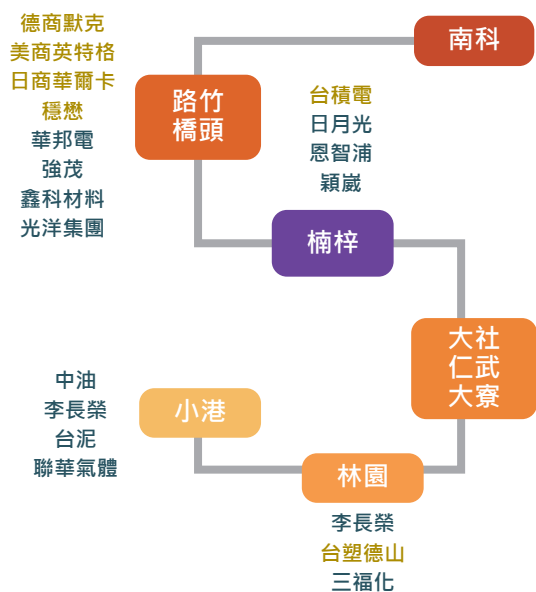 德商默克
美商英特格
日商華爾卡
穩懋
華邦電
強茂
鑫科材料
光洋集團
南科
路竹
橋頭
台積電
日月光
恩智浦
穎崴
楠梓
大社
仁武
大寮
中油
李長榮
台泥
聯華氣體
小港
林園
李長榮
台塑德山
三福化